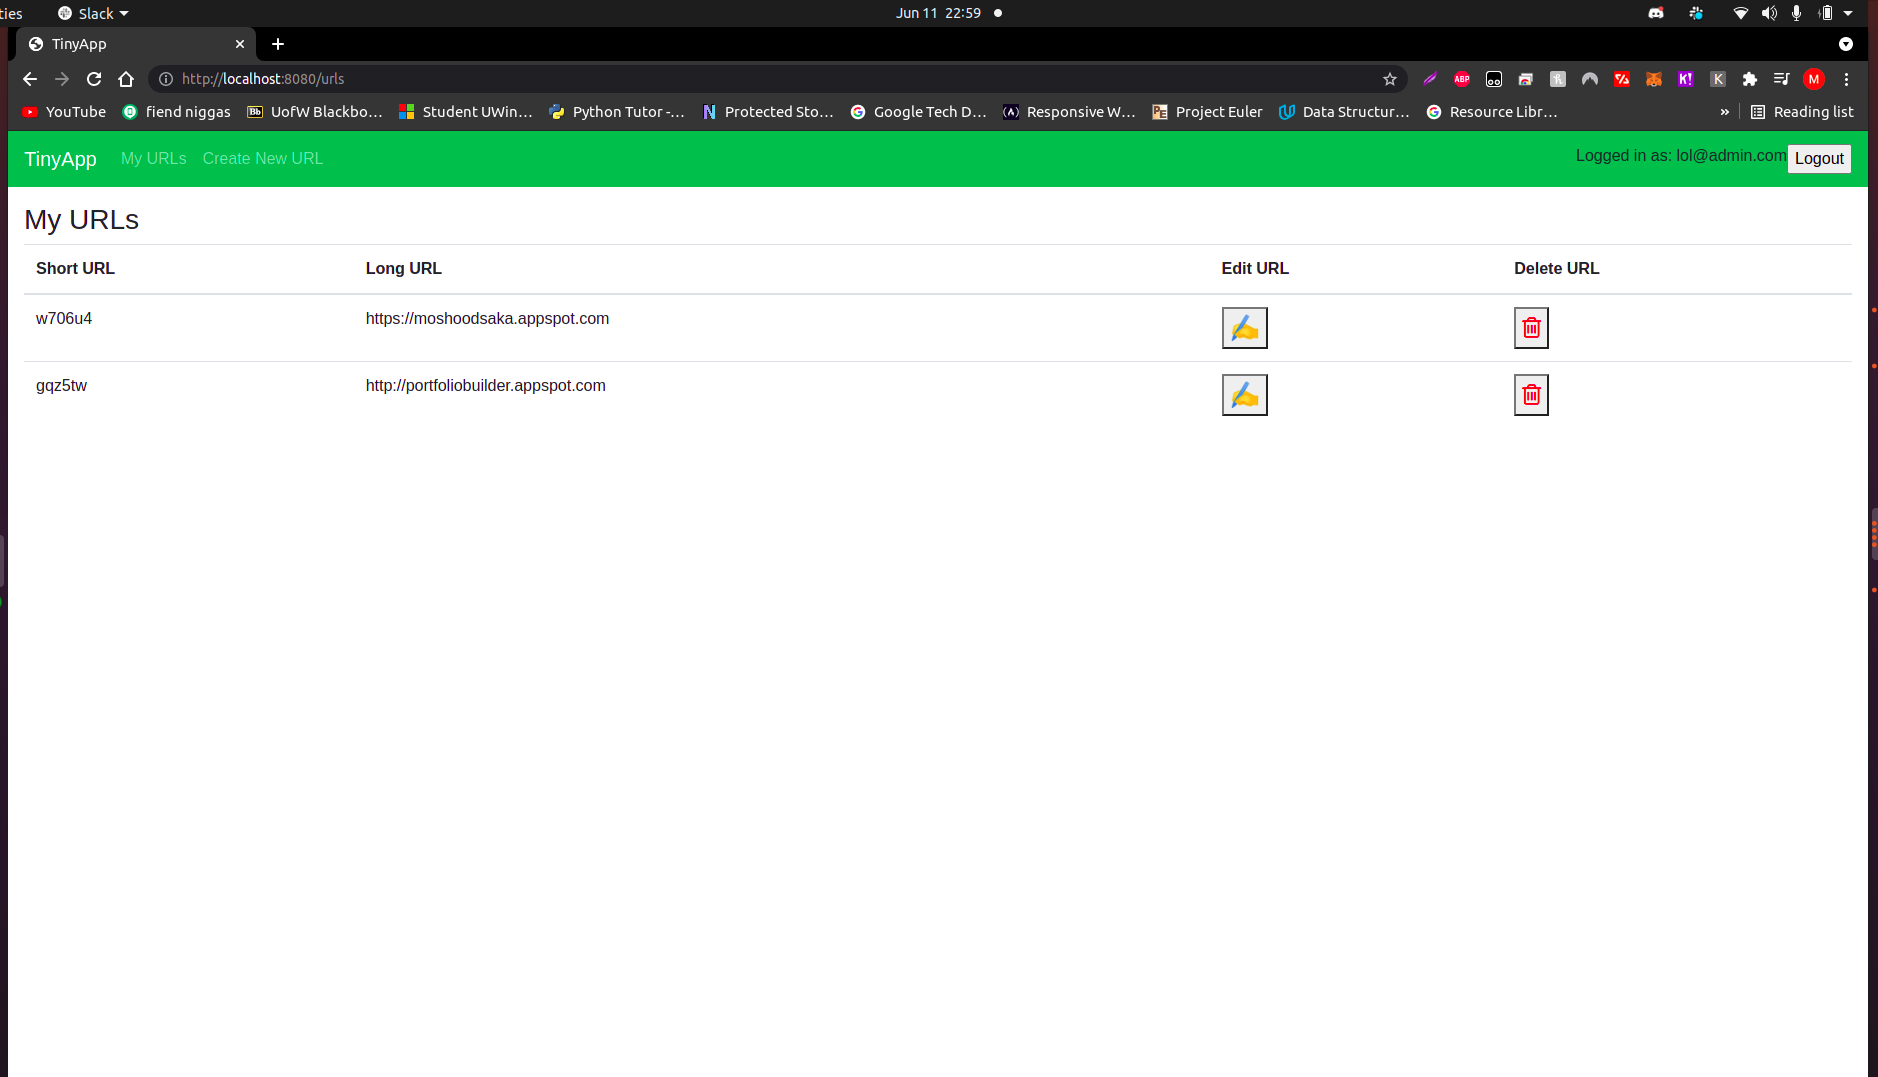 ties Slack Jun 11 22:59
TinyApp
http://localhost:8080/urls ABP K! K M
YouTube fiend niggas Bb UofW Blackbo... Student UWin... Python Tutor -... N Protected Sto... Google Tech D... (A) Responsive W... PE Project Euler Data Structur... Resource Libr... » Reading list
TinyApp My URLs Create New URL Logged in as: lol@admin.com Logout
My URLs
Short URL Long URL Edit URL Delete URL
w706u4 https://moshoodsaka.appspot.com
gqz5tw http://portfoliobuilder.appspot.com